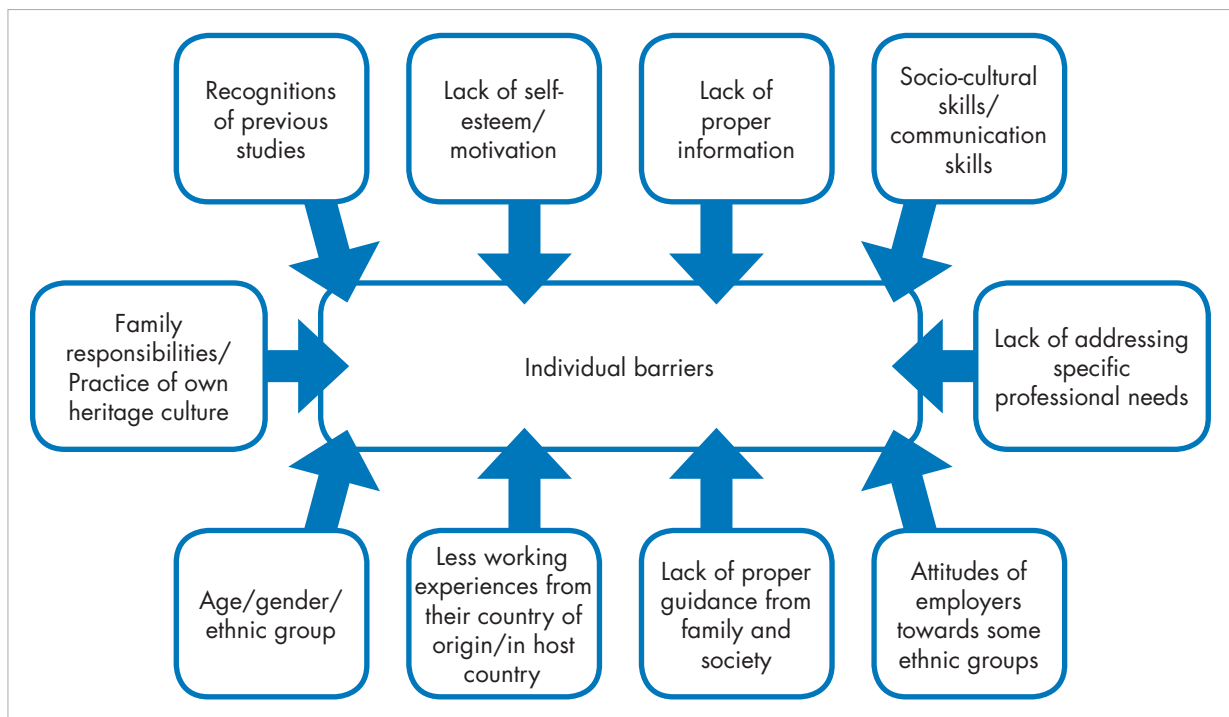 Recognitions
of previous
studies
Lack of self-
esteem/
motivation
Lack of
proper
information
Socio-cultural
skills/
communication
skills
Family
responsibilities/
Practice of own
heritage culture
Individual barriers
Lack of addressing
specific
professional needs
Age/gender/
ethnic group
Less working
experiences from
their country of
origin/in host
country
Lack of proper
guidance from
family and
society
Attitudes of
employers
towards some
ethnic groups